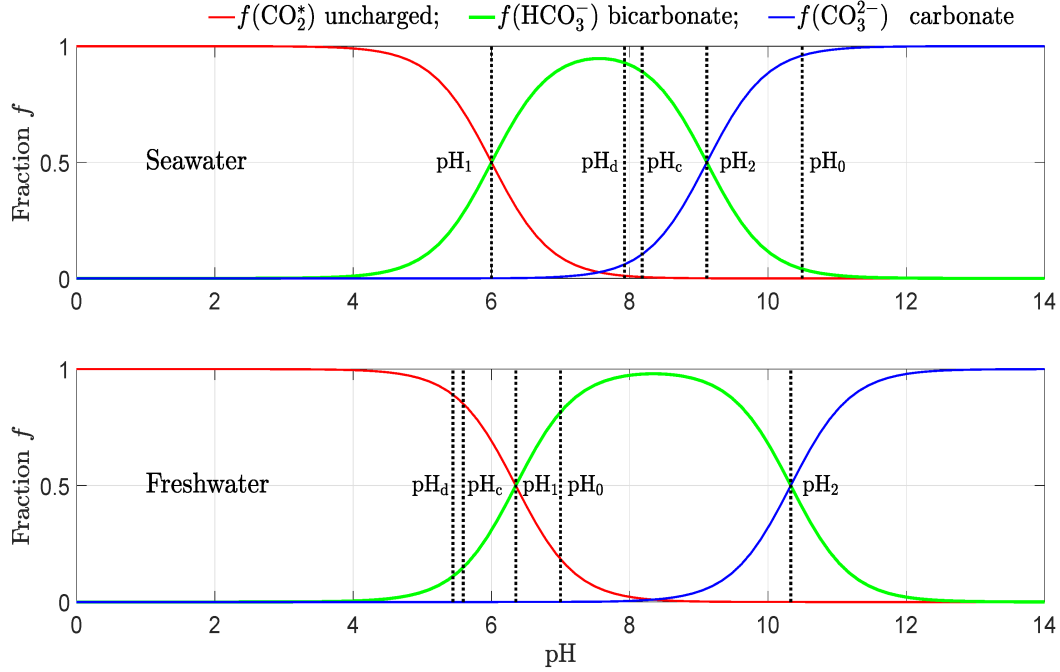 f(CO₂*) uncharged; f(HCO₃⁻) bicarbonate; f(CO₃²⁻) carbonate
1
0.5
0
Fraction f
Seawater
pH₁
pH_d
pH_c
pH₂
pH₀
0 2 4 6 8 10 12 14
1
0.5
0
Fraction f
Freshwater
pH_d
pH_c
pH₁
pH₀
pH₂
0 2 4 6 8 10 12 14
pH